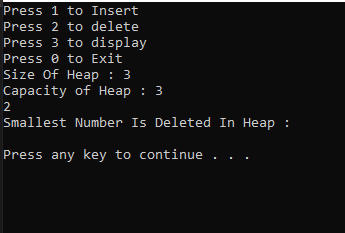 Press 1 to Insert
Press 2 to delete
Press 3 to display
Press 0 to Exit
Size Of Heap : 3
Capacity of Heap : 3
2
Smallest Number Is Deleted In Heap :
Press any key to continue . . .